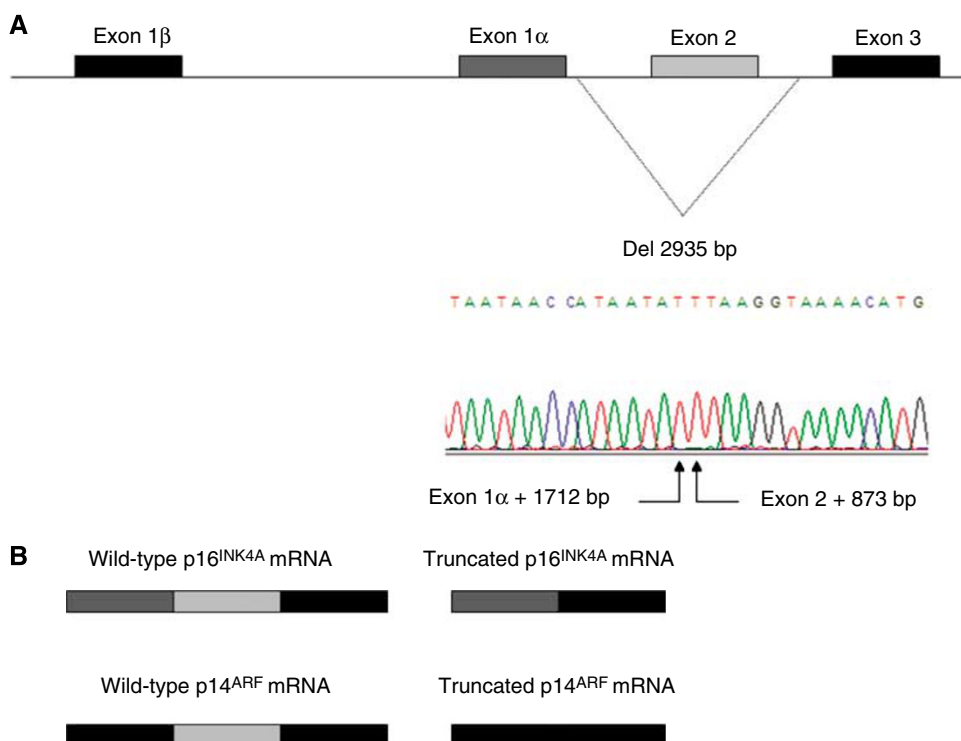 A
Exon 1β Exon 1α Exon 2 Exon 3
Del 2935 bp
TAATAACCATAATATTTAAGGTAAAACATG
Exon 1α + 1712 bp Exon 2 + 873 bp
B
Wild-type p16INK4A mRNA Truncated p16INK4A mRNA
Wild-type p14ARF mRNA Truncated p14ARF mRNA